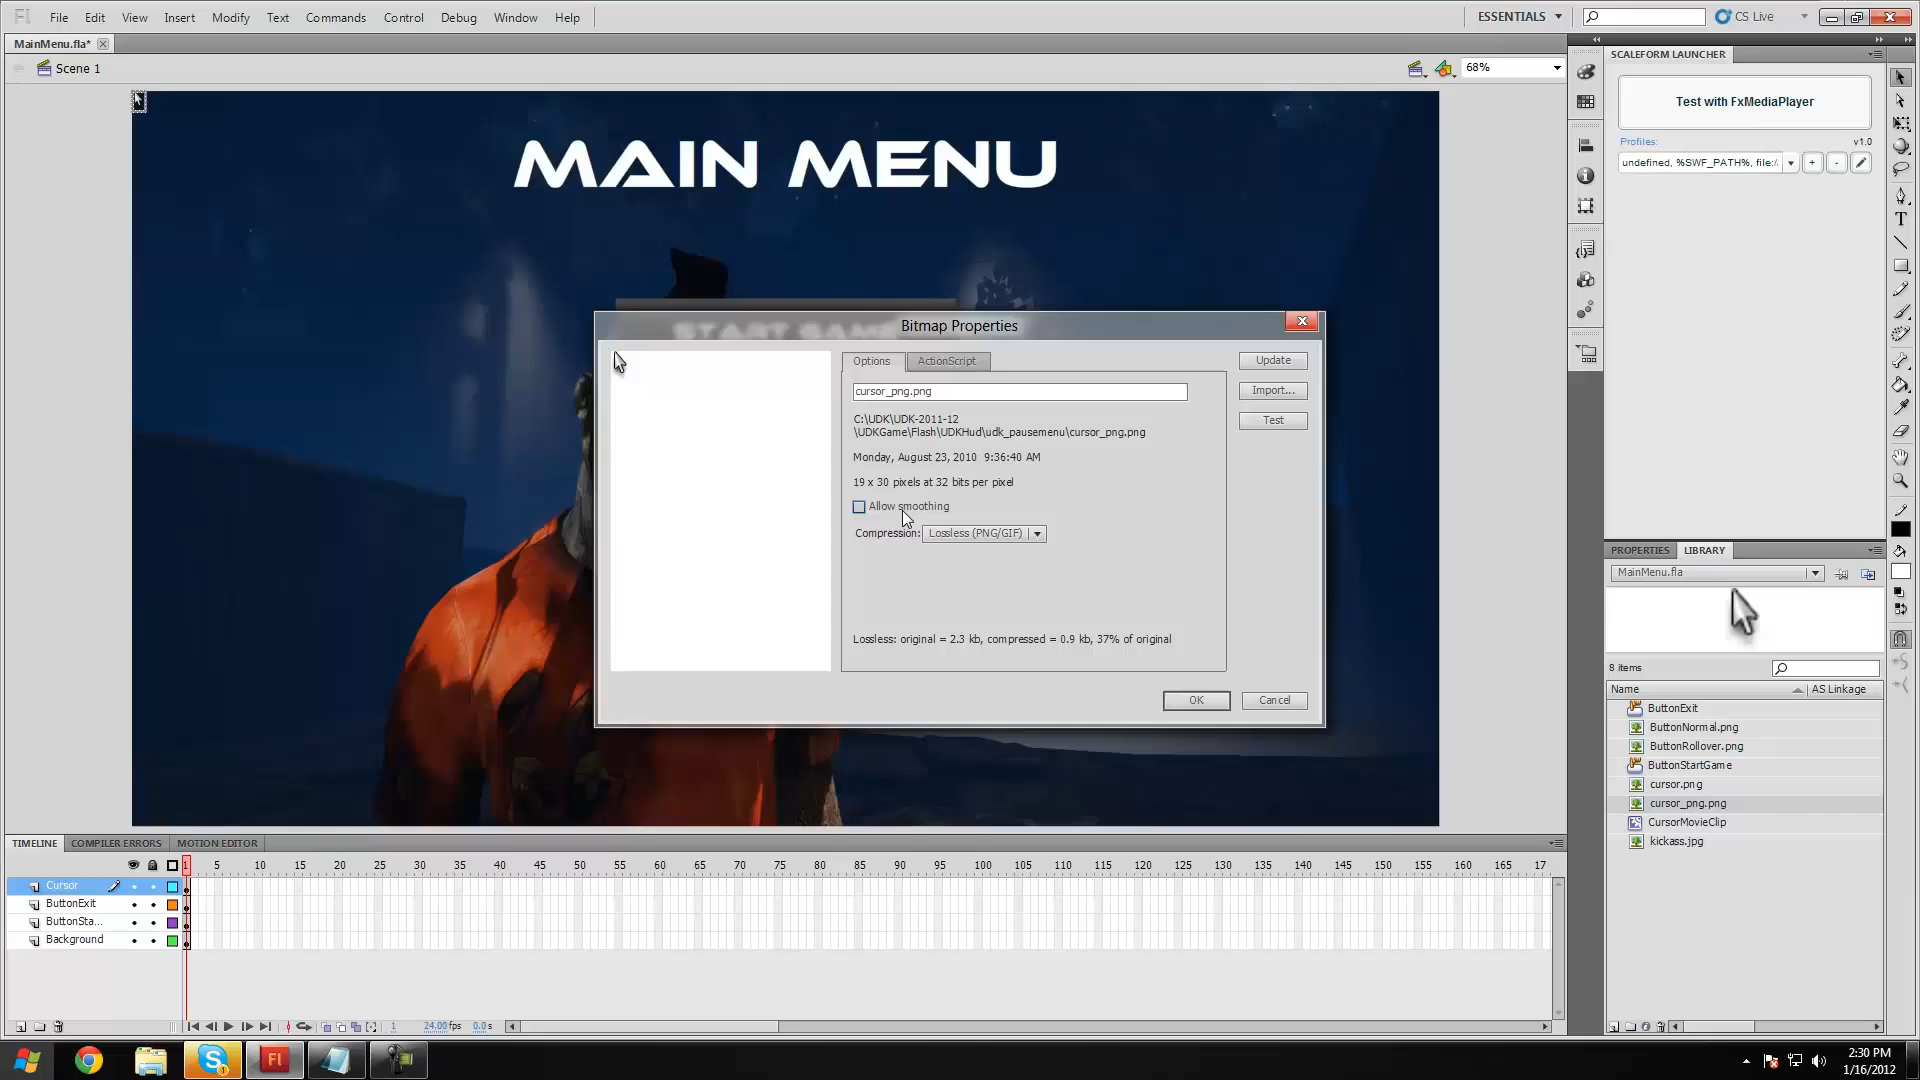 Fl File Edit View Insert Modify Text Commands Control Debug Window Help ESSENTIALS CS Live
MainMenu.fla*
Scene 1
68%
MAIN MENU
START GAME
Bitmap Properties
Options ActionScript
cursor_png.png
C:\UDK\UDK-2011-12
\UDKGame\Flash\UDKHud\udk_pausemenu\cursor_png.png
Monday, August 23, 2010 9:36:40 AM
19 x 30 pixels at 32 bits per pixel
Allow smoothing
Compression: Lossless (PNG/GIF)
Lossless: original = 2.3 kb, compressed = 0.9 kb, 37% of original
Update
Import...
Test
OK Cancel
SCALEFORM LAUNCHER
Test with FxMediaPlayer
Profiles: v1.0
undefined, %SWF_PATH%, file:/ + -
PROPERTIES LIBRARY
MainMenu.fla
8 items
Name AS Linkage
ButtonExit
ButtonNormal.png
ButtonRollover.png
ButtonStartGame
cursor.png
cursor_png.png
CursorMovieClip
kickass.jpg
TIMELINE COMPILER ERRORS MOTION EDITOR
1 5 10 15 20 25 30 35 40 45 50 55 60 65 70 75 80 85 90 95 100 105 110 115 120 125 130 135 140 145 150 155 160 165 17
Cursor
ButtonExit
ButtonSta...
Background
1 24.00fps 0.0s
Fl
2:30 PM
1/16/2012